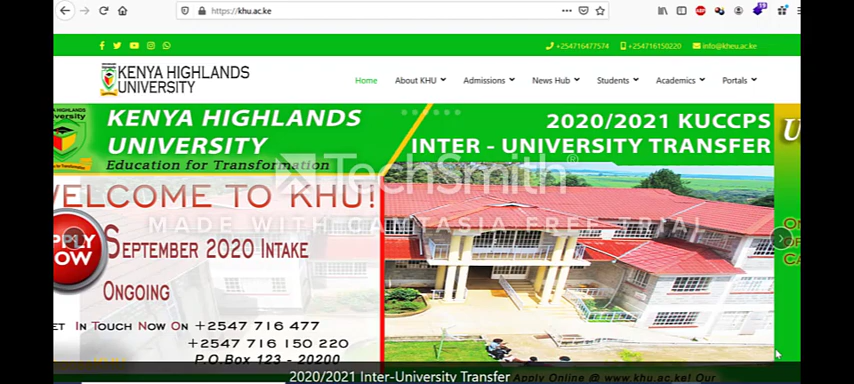 https://khu.ac.ke
+254716477574 +254716150220 info@kheu.ac.ke
KENYA HIGHLANDS
UNIVERSITY
Home About KHU Admissions News Hub Students Academics Portals
KENYA HIGHLANDS
UNIVERSITY
Education for Transformation
2020/2021 KUCCPS
INTER - UNIVERSITY TRANSFER
TechSmith®
MADE WITH CAMTASIA FREE TRIAL
WELCOME TO KHU!
APPLY
NOW
September 2020 Intake
Ongoing
In Touch Now On +2547 716 477
+2547 716 150 220
P.O.Box 123 - 20200
2020/2021 Inter-University Transfer
Apply Online @ www.khu.ac.ke! Our